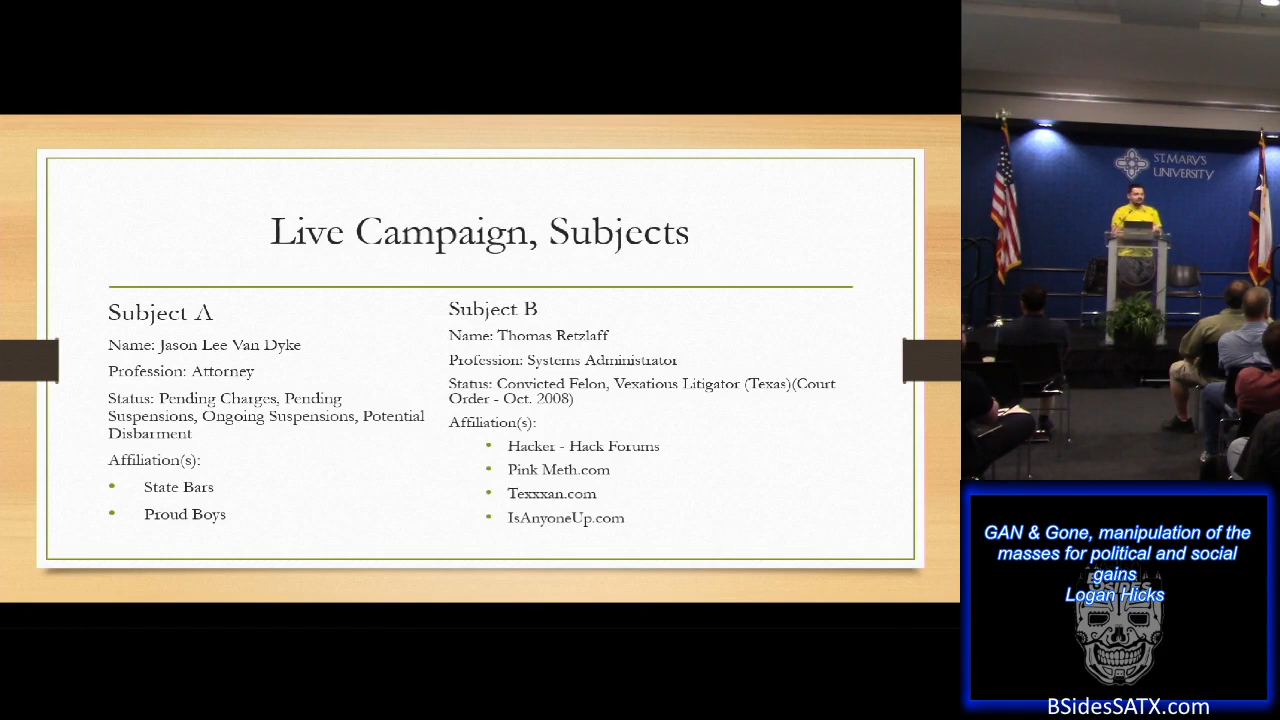 Live Campaign, Subjects
Subject A
Name: Jason Lee Van Dyke
Profession: Attorney
Status: Pending Charges, Pending
Suspensions, Ongoing Suspensions, Potential
Disbarment
Affiliation(s):
State Bars
Proud Boys
Subject B
Name: Thomas Retzlaff
Profession: Systems Administrator
Status: Convicted Felon, Vexatious Litigator (Texas)(Court
Order - Oct. 2008)
Affiliation(s):
Hacker - Hack Forums
Pink Meth.com
Texxxan.com
IsAnyoneUp.com
ST. MARY'S
UNIVERSITY
GAN & Gone, manipulation of the
masses for political and social
gains
Logan Hicks
BSIDES
BSidesSATX.com